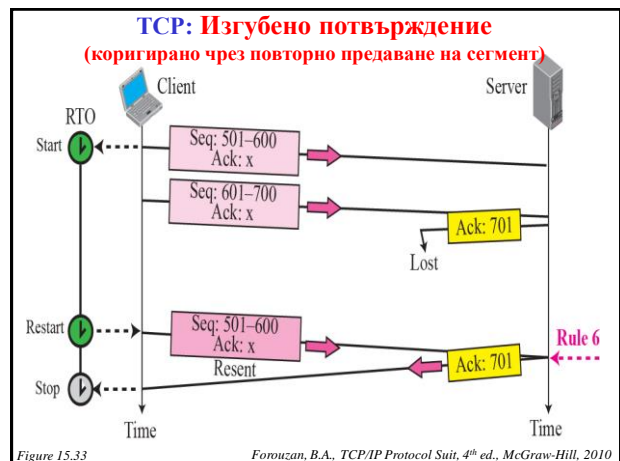 TCP: Изгубено потвърждение
(коригирано чрез повторно предаване на сегмент)
Client
Server
RTO
Start
Seq: 501–600
Ack: x
Seq: 601–700
Ack: x
Ack: 701
Lost
Restart
Seq: 501–600
Ack: x
Resent
Rule 6
Ack: 701
Stop
Time
Time
Figure 15.33
Forouzan, B.A., TCP/IP Protocol Suit, 4th ed., McGraw-Hill, 2010